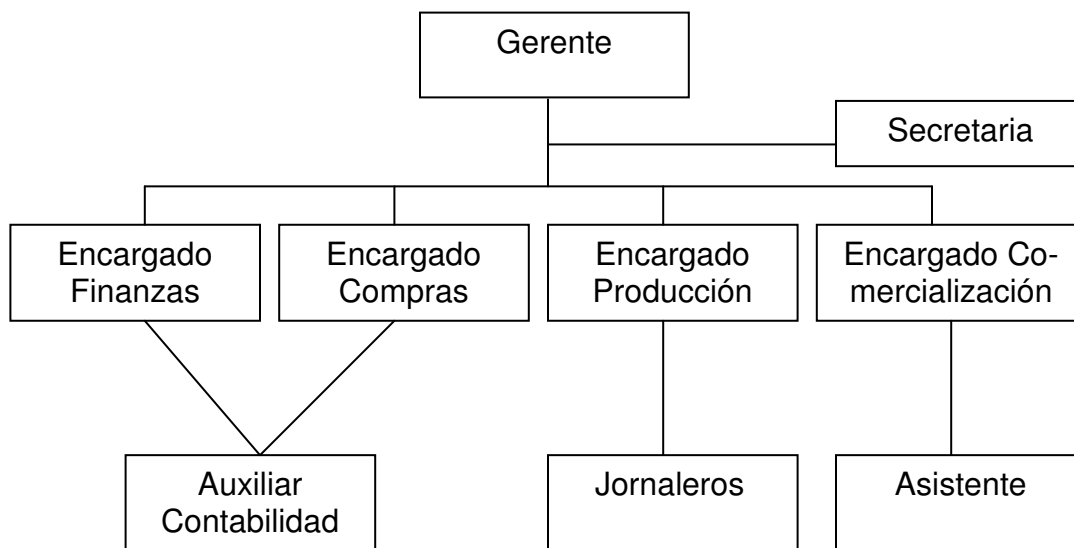 Gerente
Secretaria
Encargado
Finanzas
Encargado
Compras
Encargado
Producción
Encargado Co-
mercialización
Auxiliar
Contabilidad
Jornaleros
Asistente